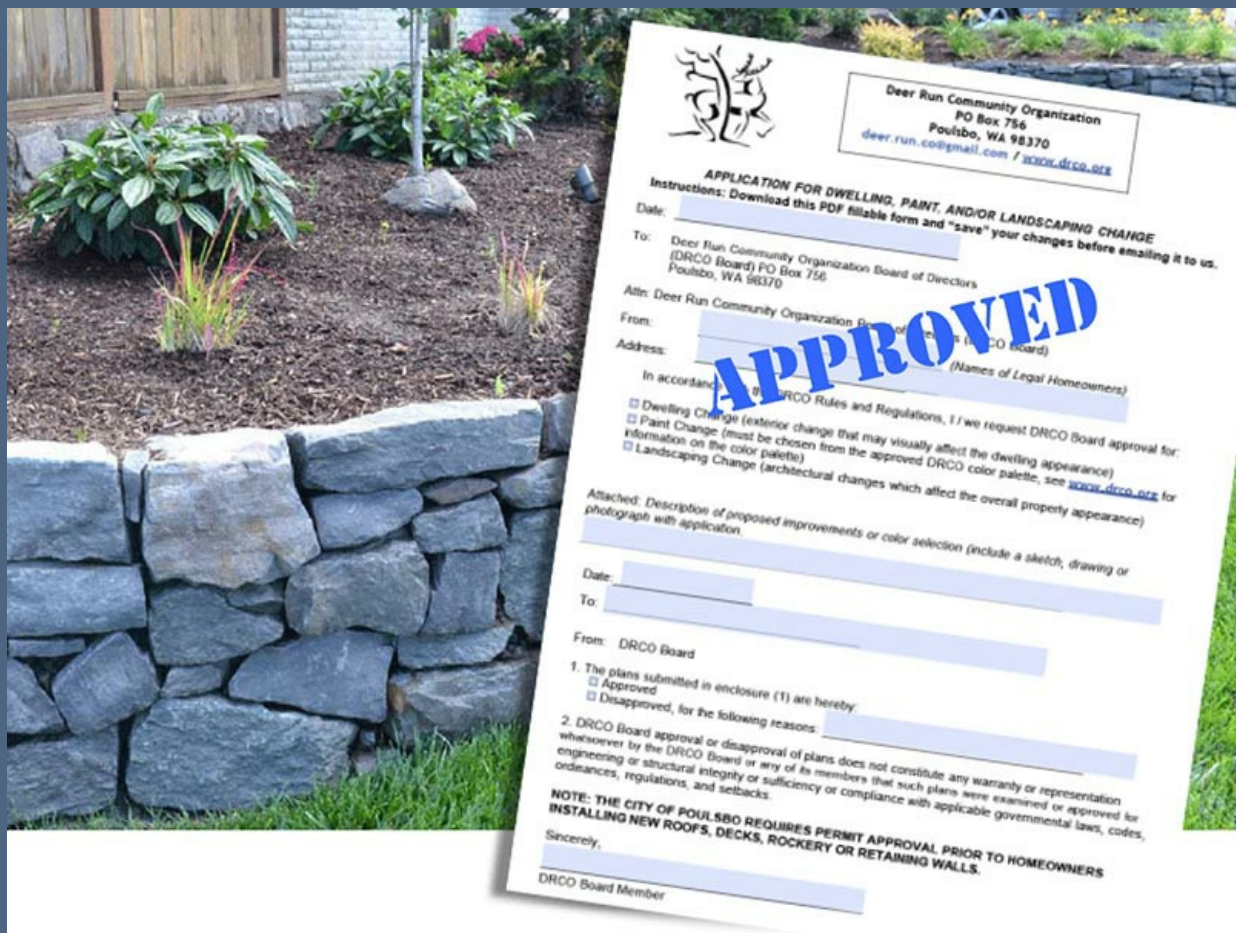 Deer Run Community Organization
PO Box 756
Poulsbo, WA 98370
deer.run.co@gmail.com / www.drco.org
APPLICATION FOR DWELLING, PAINT, AND/OR LANDSCAPING CHANGE
Instructions: Download this PDF fillable form and "save" your changes before emailing it to us.
Date:
To: Deer Run Community Organization Board of Directors
(DRCO Board) PO Box 756
Poulsbo, WA 98370
Attn: Deer Run Community Organization Board of (DRCO Board)
From:
(Names of Legal Homeowners)
Address:
APPROVED
In accordance the DRCO Rules and Regulations, I / we request DRCO Board approval for:
Dwelling Change (exterior change that may visually affect the dwelling appearance)
Paint Change (must be chosen from the approved DRCO color palette, see www.drco.org for
information on the color palette)
Landscaping Change (architectural changes which affect the overall property appearance)
Attached: Description of proposed improvements or color selection (include a sketch, drawing or
photograph with application.
Date:
To:
From: DRCO Board
1. The plans submitted in enclosure (1) are hereby:
Approved
Disapproved, for the following reasons:
2. DRCO Board approval or disapproval of plans does not constitute any warranty or representation
whatsoever by the DRCO Board or any of its members that such plans were examined or approved for
engineering or structural integrity or sufficiency or compliance with applicable governmental laws, codes,
ordinances, regulations, and setbacks.
NOTE: THE CITY OF POULSBO REQUIRES PERMIT APPROVAL PRIOR TO HOMEOWNERS
INSTALLING NEW ROOFS, DECKS, ROCKERY OR RETAINING WALLS.
Sincerely,
DRCO Board Member